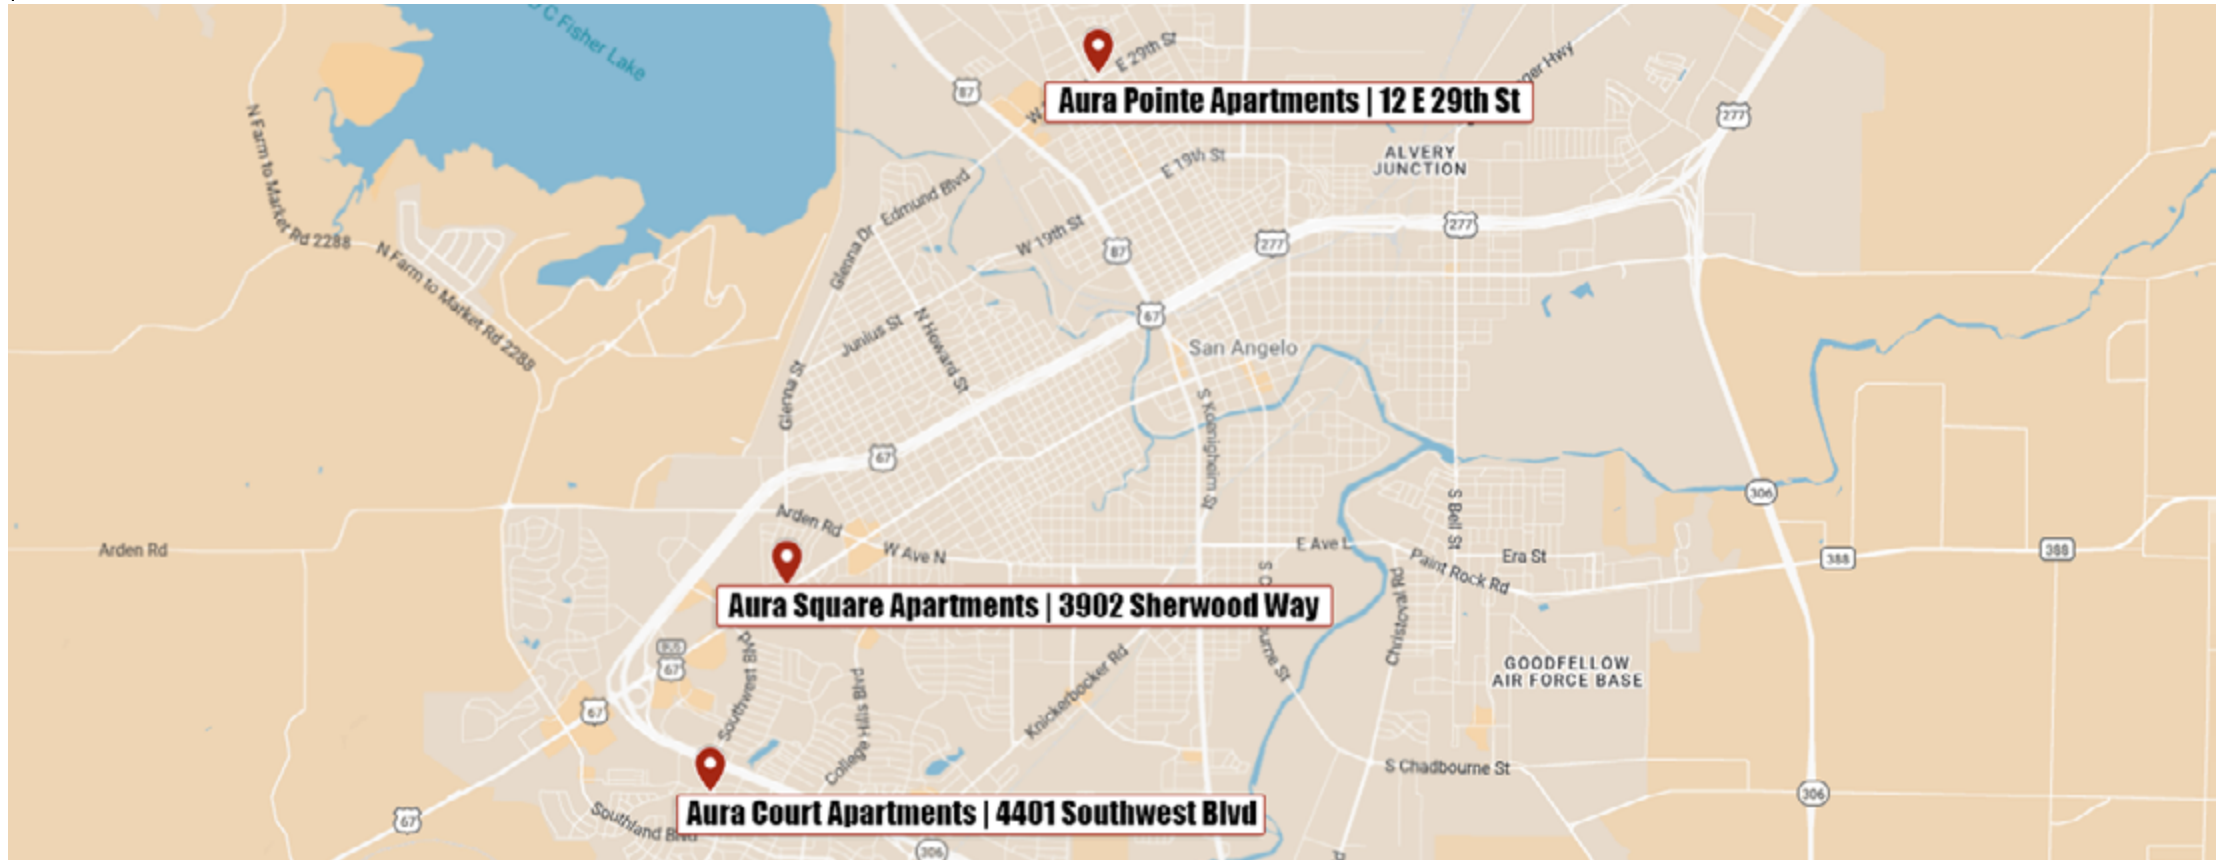 O C Fisher Lake
E 29th St
87
Aura Pointe Apartments | 12 E 29th St
277
N Farm to Market Rd 2288
ALVERY
JUNCTION
E 19th St
Edmund Blvd
Glenna Dr
W 19th St
87
277
277
N Farm to Market Rd 2288
67
Junius St
N Howard St
San Angelo
Glenna St
S Koenigheim St
67
306
S Bell St
Arden Rd
Arden Rd
W Ave N
E Ave L
Paint Rock Rd
Era St
388
388
Aura Square Apartments | 3902 Sherwood Way
Christoval Rd
BUS
67
Southwest Blvd
College Hills Blvd
Knickerbocker Rd
GOODFELLOW
AIR FORCE BASE
67
S Chadbourne St
306
Aura Court Apartments | 4401 Southwest Blvd
67
Southland Blvd
306